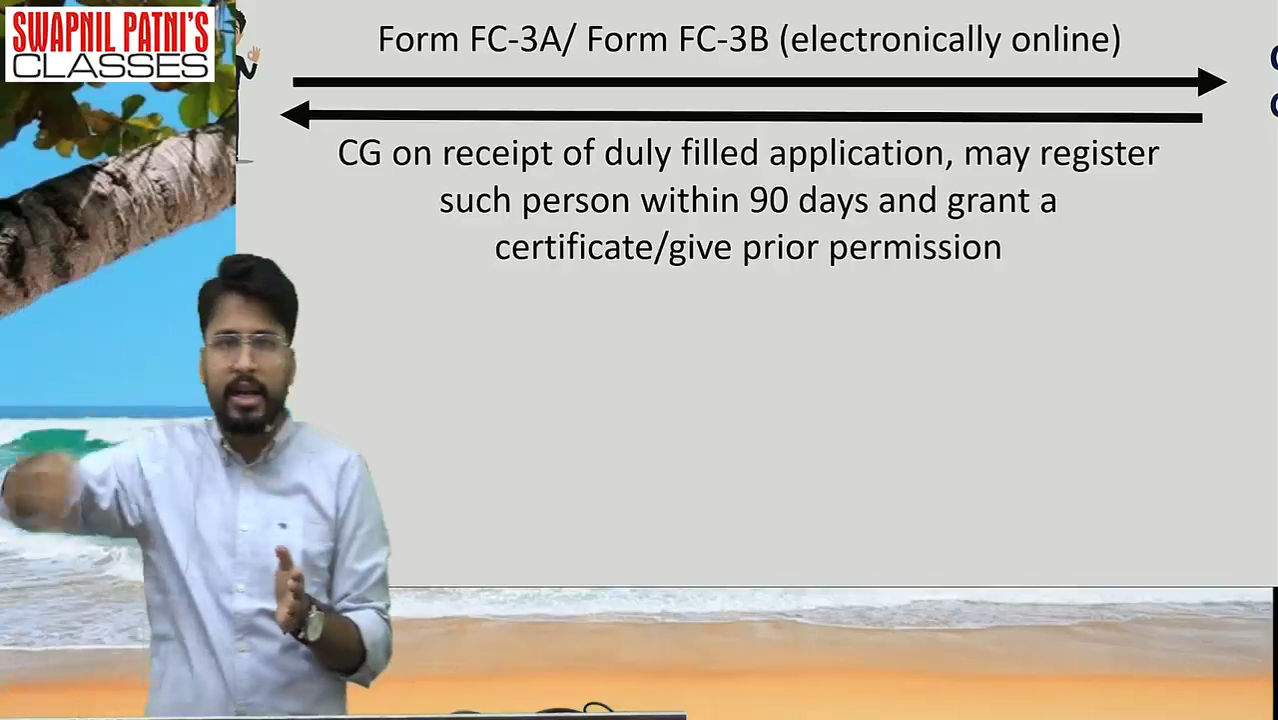 SWAPNIL PATNI'S
CLASSES
Form FC-3A/ Form FC-3B (electronically online)
CG on receipt of duly filled application, may register
such person within 90 days and grant a
certificate/give prior permission